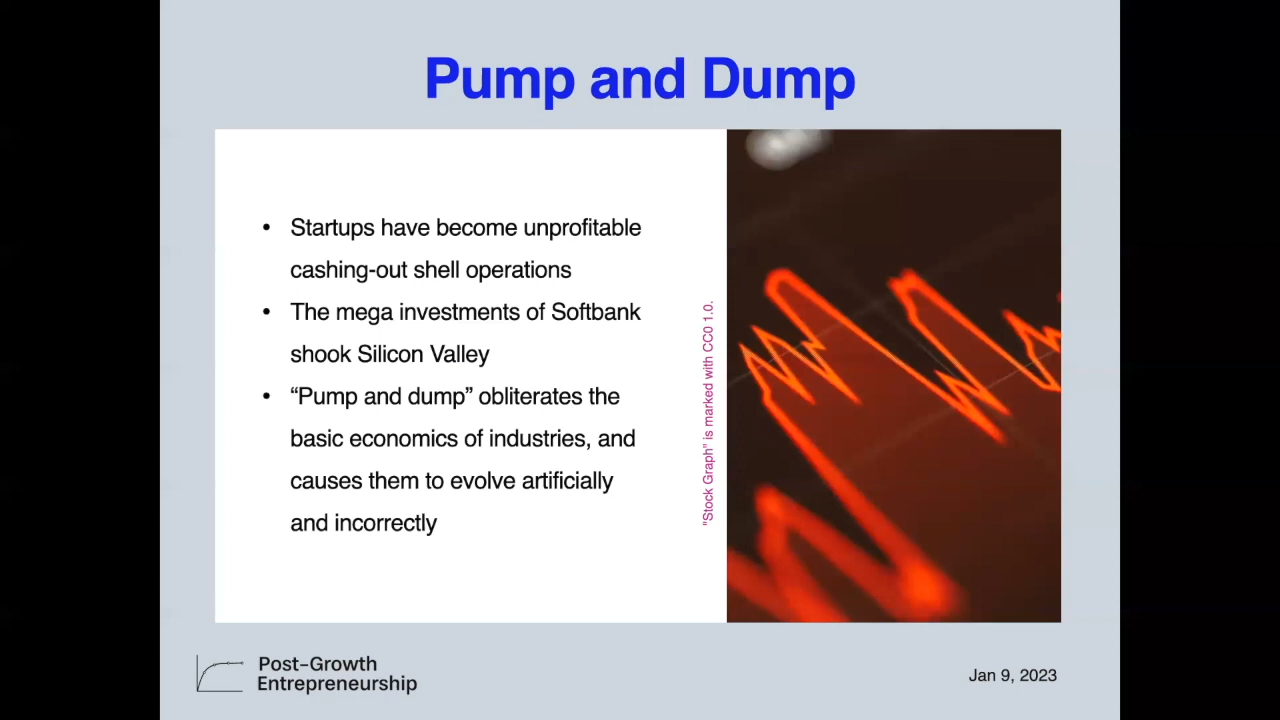 Pump and Dump
• Startups have become unprofitable
cashing-out shell operations
• The mega investments of Softbank
shook Silicon Valley
• “Pump and dump” obliterates the
basic economics of industries, and
causes them to evolve artificially
and incorrectly
"Stock Graph" is marked with CC0 1.0.
Post-Growth
Entrepreneurship
Jan 9, 2023